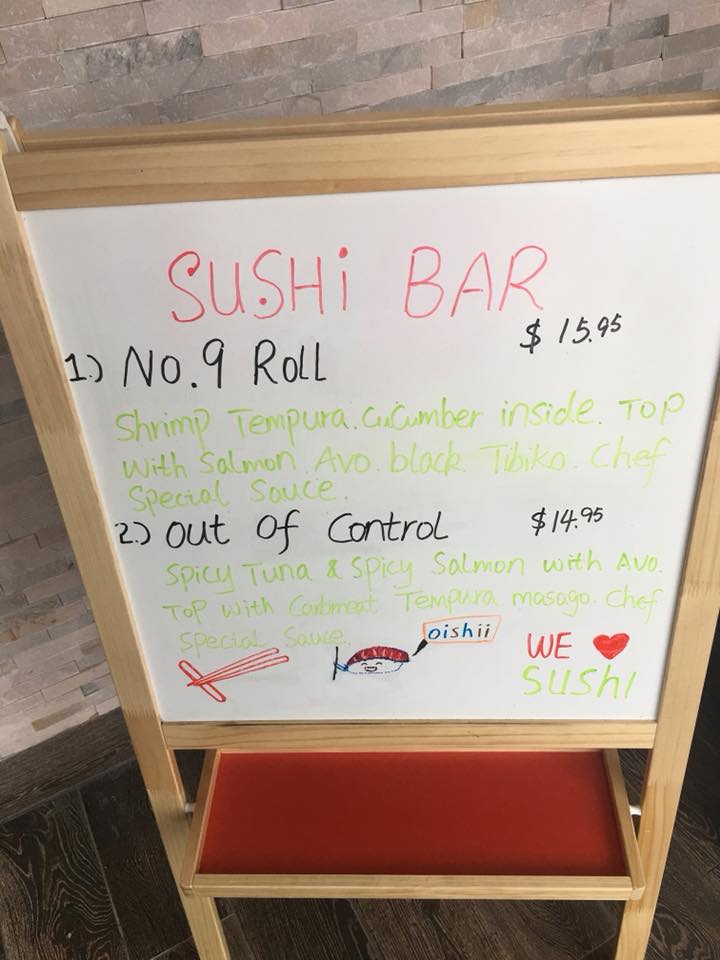 SUSHi BAR
$ 15.95
1.) No. 9 Roll
Shrimp Tempura. CuCumber inside. Top
With Salmon. Avo. black Tibiko. Chef
Special Sauce.
2.) Out Of Control $14.95
Spicy Tuna & Spicy Salmon with Avo.
Top with Carbmeat Tempura masago. Chef
Special Sauce.
oishii
WE ❤
SUSHI